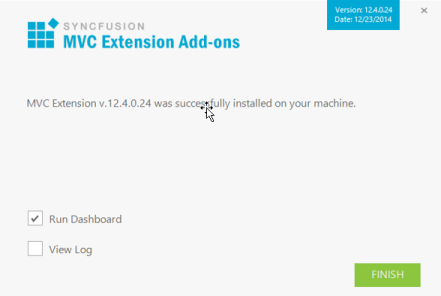 Version: 12.4.0.24
Date: 12/23/2014
SYNCFUSION
MVC Extension Add-ons
MVC Extension v.12.4.0.24 was successfully installed on your machine.
Run Dashboard
View Log
FINISH